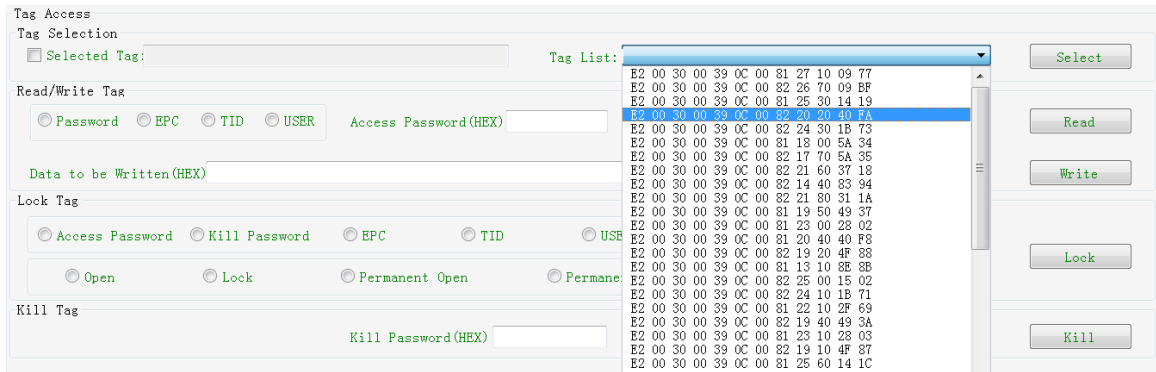 Tag Access
Tag Selection
Selected Tag:
Tag List:
Select
E2 00 30 00 39 0C 00 81 27 10 09 77
E2 00 30 00 39 0C 00 82 26 70 09 BF
E2 00 30 00 39 0C 00 81 25 30 14 19
E2 00 30 00 39 0C 00 82 20 20 40 FA
E2 00 30 00 39 0C 00 82 24 30 1B 73
E2 00 30 00 39 0C 00 81 18 00 5A 34
E2 00 30 00 39 0C 00 82 17 70 5A 35
E2 00 30 00 39 0C 00 82 21 60 37 18
E2 00 30 00 39 0C 00 82 14 40 83 94
E2 00 30 00 39 0C 00 82 21 80 31 1A
E2 00 30 00 39 0C 00 81 19 50 49 37
E2 00 30 00 39 0C 00 81 23 00 28 02
E2 00 30 00 39 0C 00 81 20 40 40 F8
E2 00 30 00 39 0C 00 82 19 20 4F 88
E2 00 30 00 39 0C 00 81 13 10 8E 8B
E2 00 30 00 39 0C 00 82 25 00 15 02
E2 00 30 00 39 0C 00 82 24 10 1B 71
E2 00 30 00 39 0C 00 81 22 10 2F 69
E2 00 30 00 39 0C 00 82 19 40 49 3A
E2 00 30 00 39 0C 00 81 23 10 28 03
E2 00 30 00 39 0C 00 82 19 10 4F 87
E2 00 30 00 39 0C 00 81 25 60 14 1C
Read/Write Tag
Password EPC TID USER Access Password(HEX)
Read
Data to be Written(HEX)
Write
Lock Tag
Access Password Kill Password EPC TID USE
Open Lock Permanent Open Permane
Lock
Kill Tag
Kill Password(HEX)
Kill